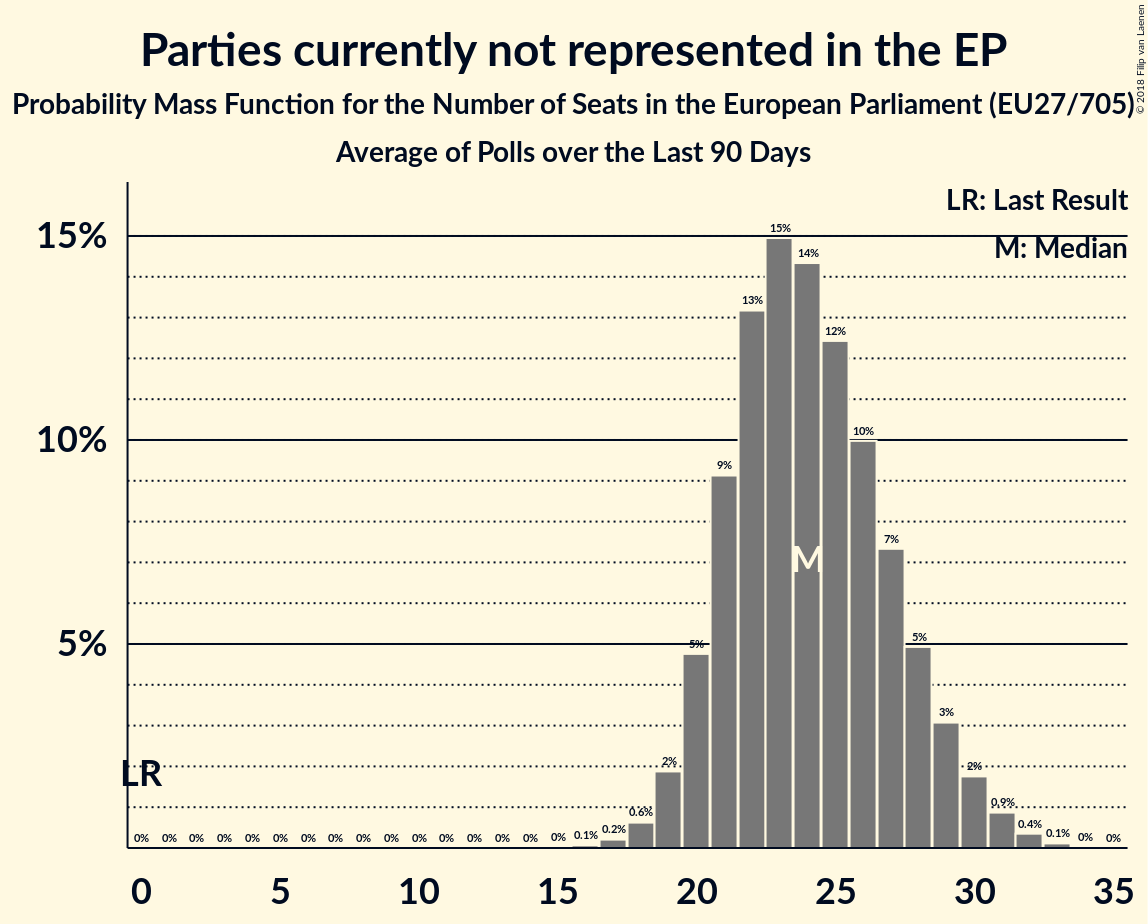 Parties currently not represented in the EP
Probability Mass Function for the Number of Seats in the European Parliament (EU27/705)
Average of Polls over the Last 90 Days
© 2018 Filip van Laenen
LR: Last Result
M: Median
15%
10%
5%
LR
M
0% 0% 0% 0% 0% 0% 0% 0% 0% 0% 0% 0% 0% 0% 0% 0% 0.1% 0.2% 0.6% 2% 5% 9% 13% 15% 14% 12% 10% 7% 5% 3% 2% 0.9% 0.4% 0.1% 0% 0%
0 5 10 15 20 25 30 35